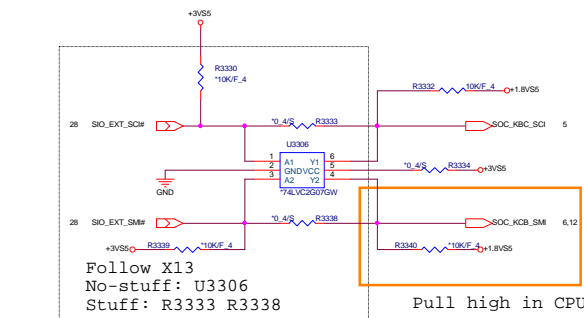 +3VS5
R3330
*10K/F_4
R3332 10K/F_4 +1.8VS5
28 SIO_EXT_SCI# *0_4/S R3333 SOC_KBC_SCI 5
U3306
1 A1 Y1 6
2 GND VCC 5 *0_4/S R3334 +3VS5
3 A2 Y2 4
GND
*74LVC2G07GW
28 SIO_EXT_SMI# *0_4/S R3338 SOC_KCB_SMI 6,12
+3VS5 R3339 *10K/F_4 R3340 *10K/F_4 +1.8VS5
Follow X13
No-stuff: U3306
Stuff: R3333 R3338
Pull high in CPU